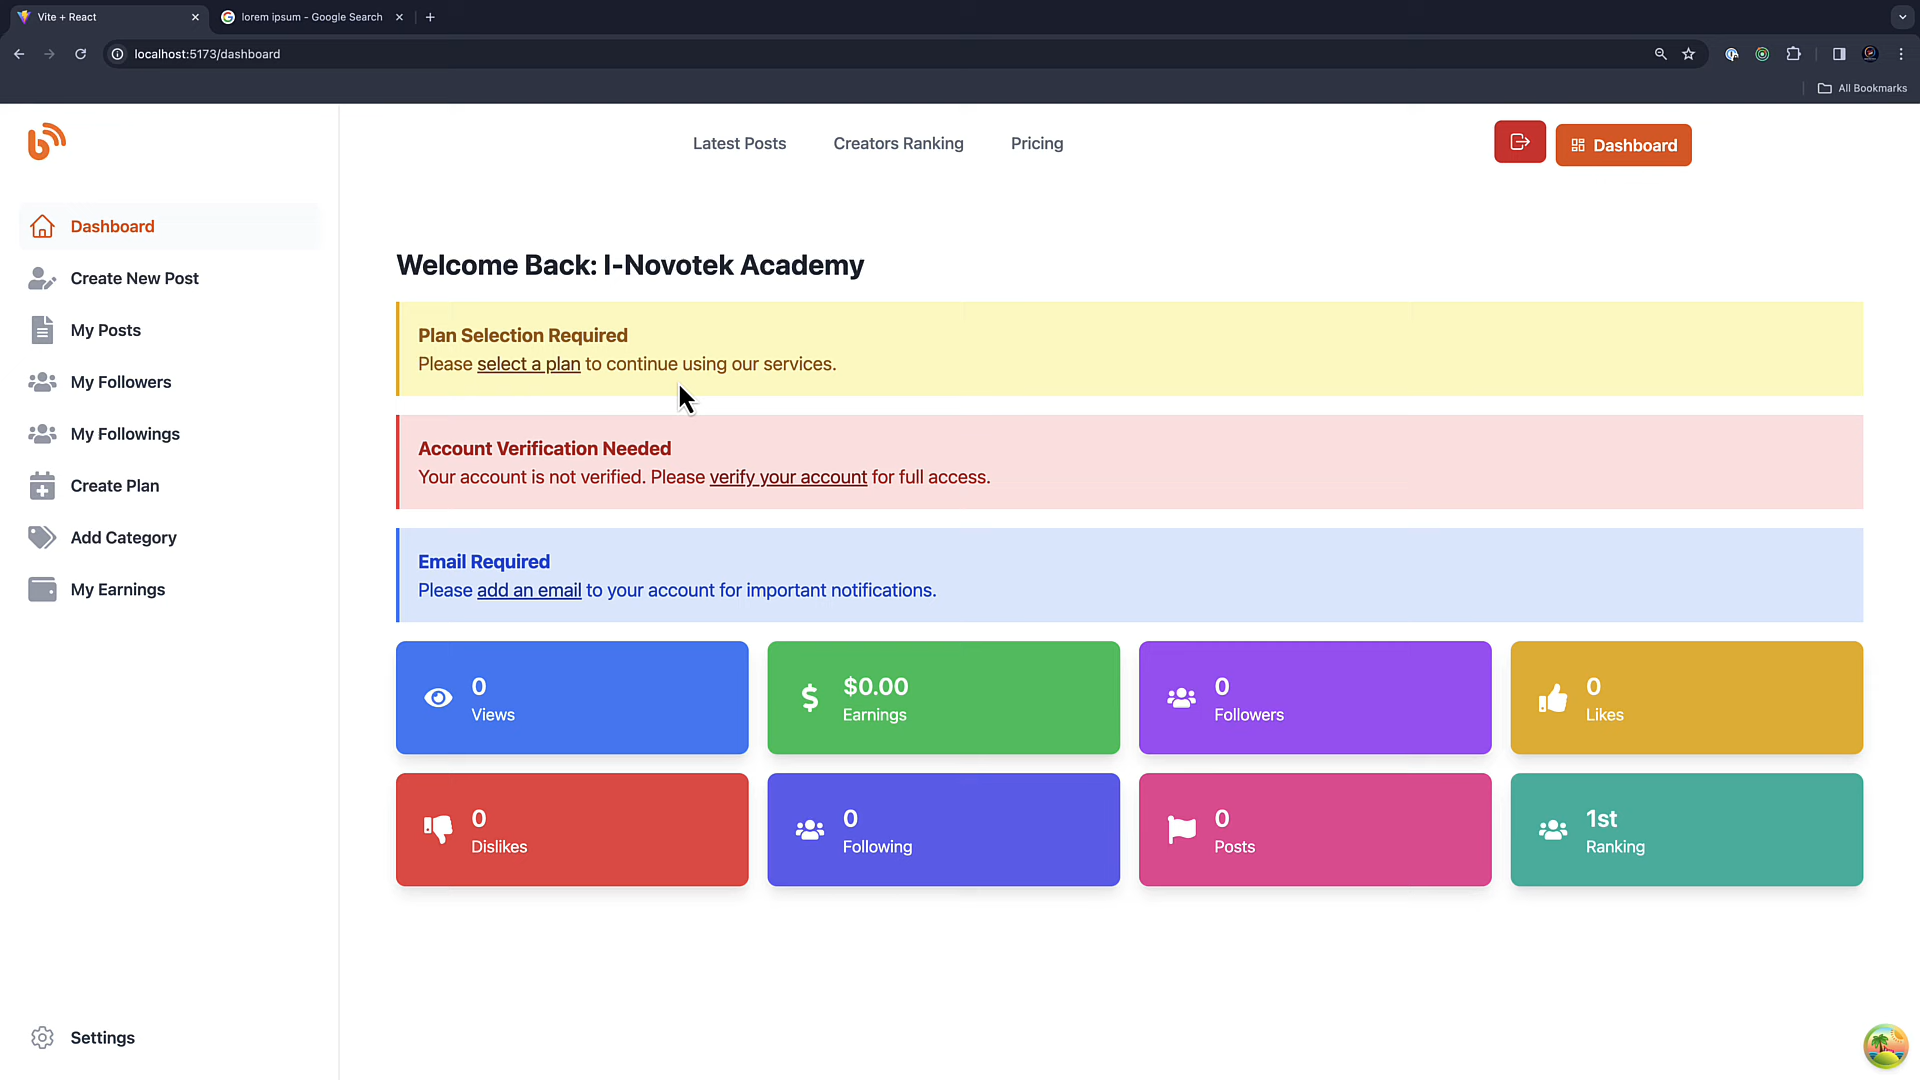 Vite + React
lorem ipsum - Google Search
localhost:5173/dashboard
All Bookmarks
Latest Posts
Creators Ranking
Pricing
Dashboard
Dashboard
Create New Post
My Posts
My Followers
My Followings
Create Plan
Add Category
My Earnings
Settings
Welcome Back: I-Novotek Academy
Plan Selection Required
Please select a plan to continue using our services.
Account Verification Needed
Your account is not verified. Please verify your account for full access.
Email Required
Please add an email to your account for important notifications.
0
Views
$0.00
Earnings
0
Followers
0
Likes
0
Dislikes
0
Following
0
Posts
1st
Ranking